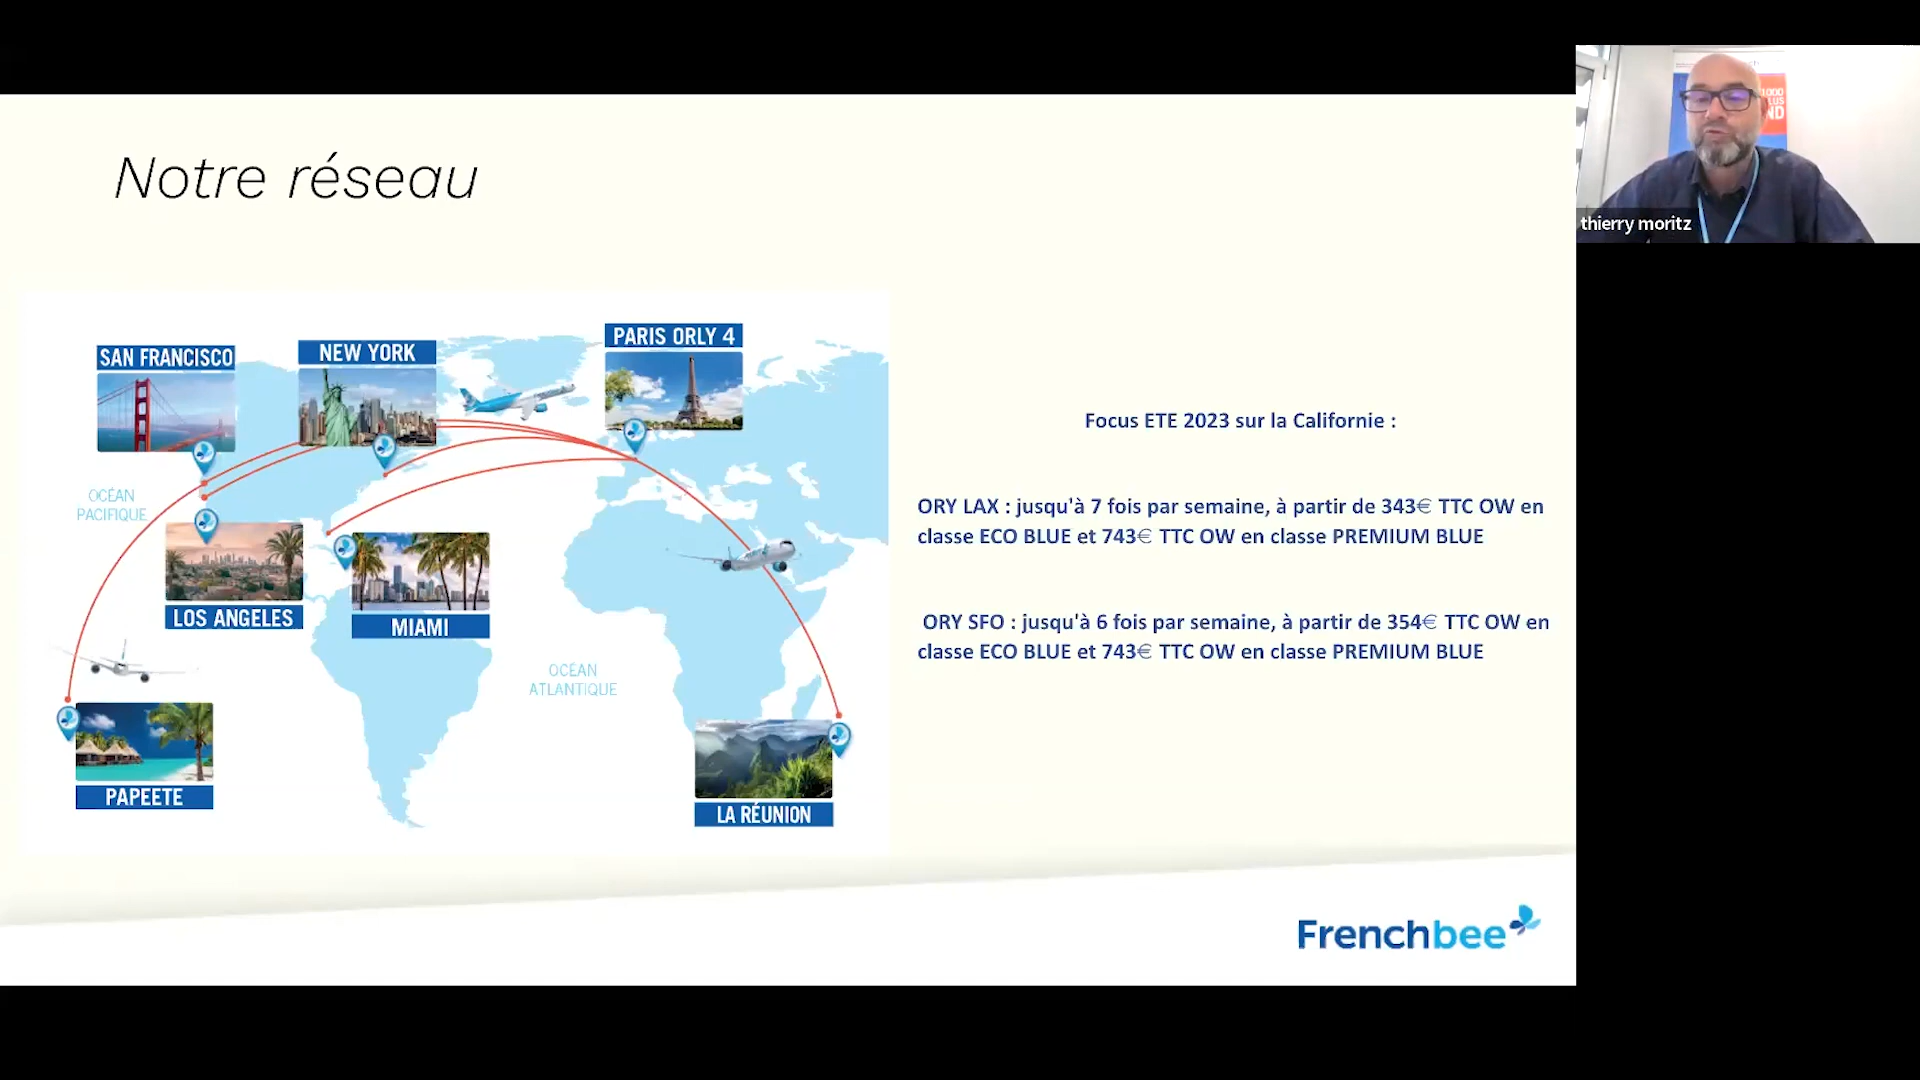 Notre réseau
SAN FRANCISCO
NEW YORK
PARIS ORLY 4
OCÉAN
PACIFIQUE
LOS ANGELES
MIAMI
OCÉAN
ATLANTIQUE
PAPEETE
LA RÉUNION
Focus ETE 2023 sur la Californie :
ORY LAX : jusqu'à 7 fois par semaine, à partir de 343€ TTC OW en
classe ECO BLUE et 743€ TTC OW en classe PREMIUM BLUE
ORY SFO : jusqu'à 6 fois par semaine, à partir de 354€ TTC OW en
classe ECO BLUE et 743€ TTC OW en classe PREMIUM BLUE
Frenchbee
thierry moritz